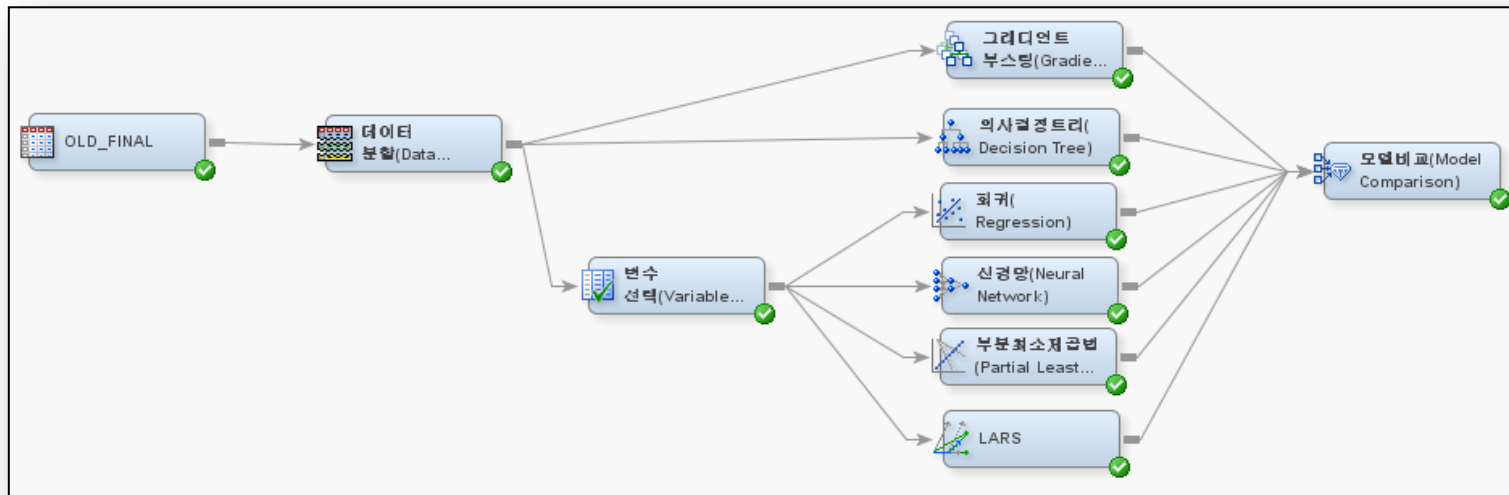 OLD_FINAL
데이터
분할(Data...
변수
선택(Variable...
그레디언트
부스팅(Gradie...
의사결정트리(
Decision Tree)
회귀(
Regression)
신경망(Neural
Network)
부분최소제곱법
(Partial Least...
LARS
모델비교(Model
Comparison)